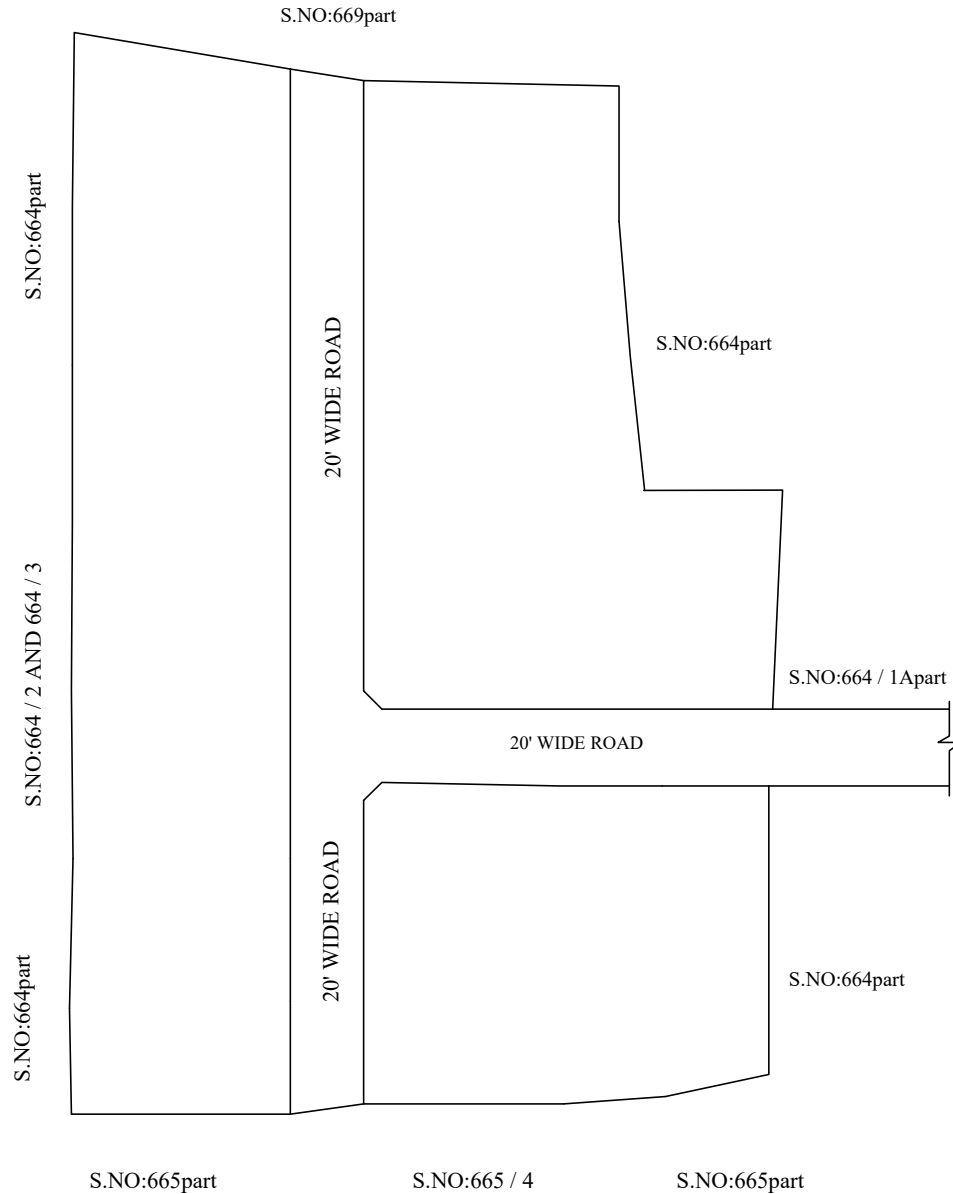 S.NO:669part
S.NO:664part
20' WIDE ROAD
S.NO:664part
S.NO:664 / 2 AND 664 / 3
S.NO:664 / 1Apart
20' WIDE ROAD
20' WIDE ROAD
S.NO:664part
S.NO:664part
S.NO:665part
S.NO:665 / 4
S.NO:665part